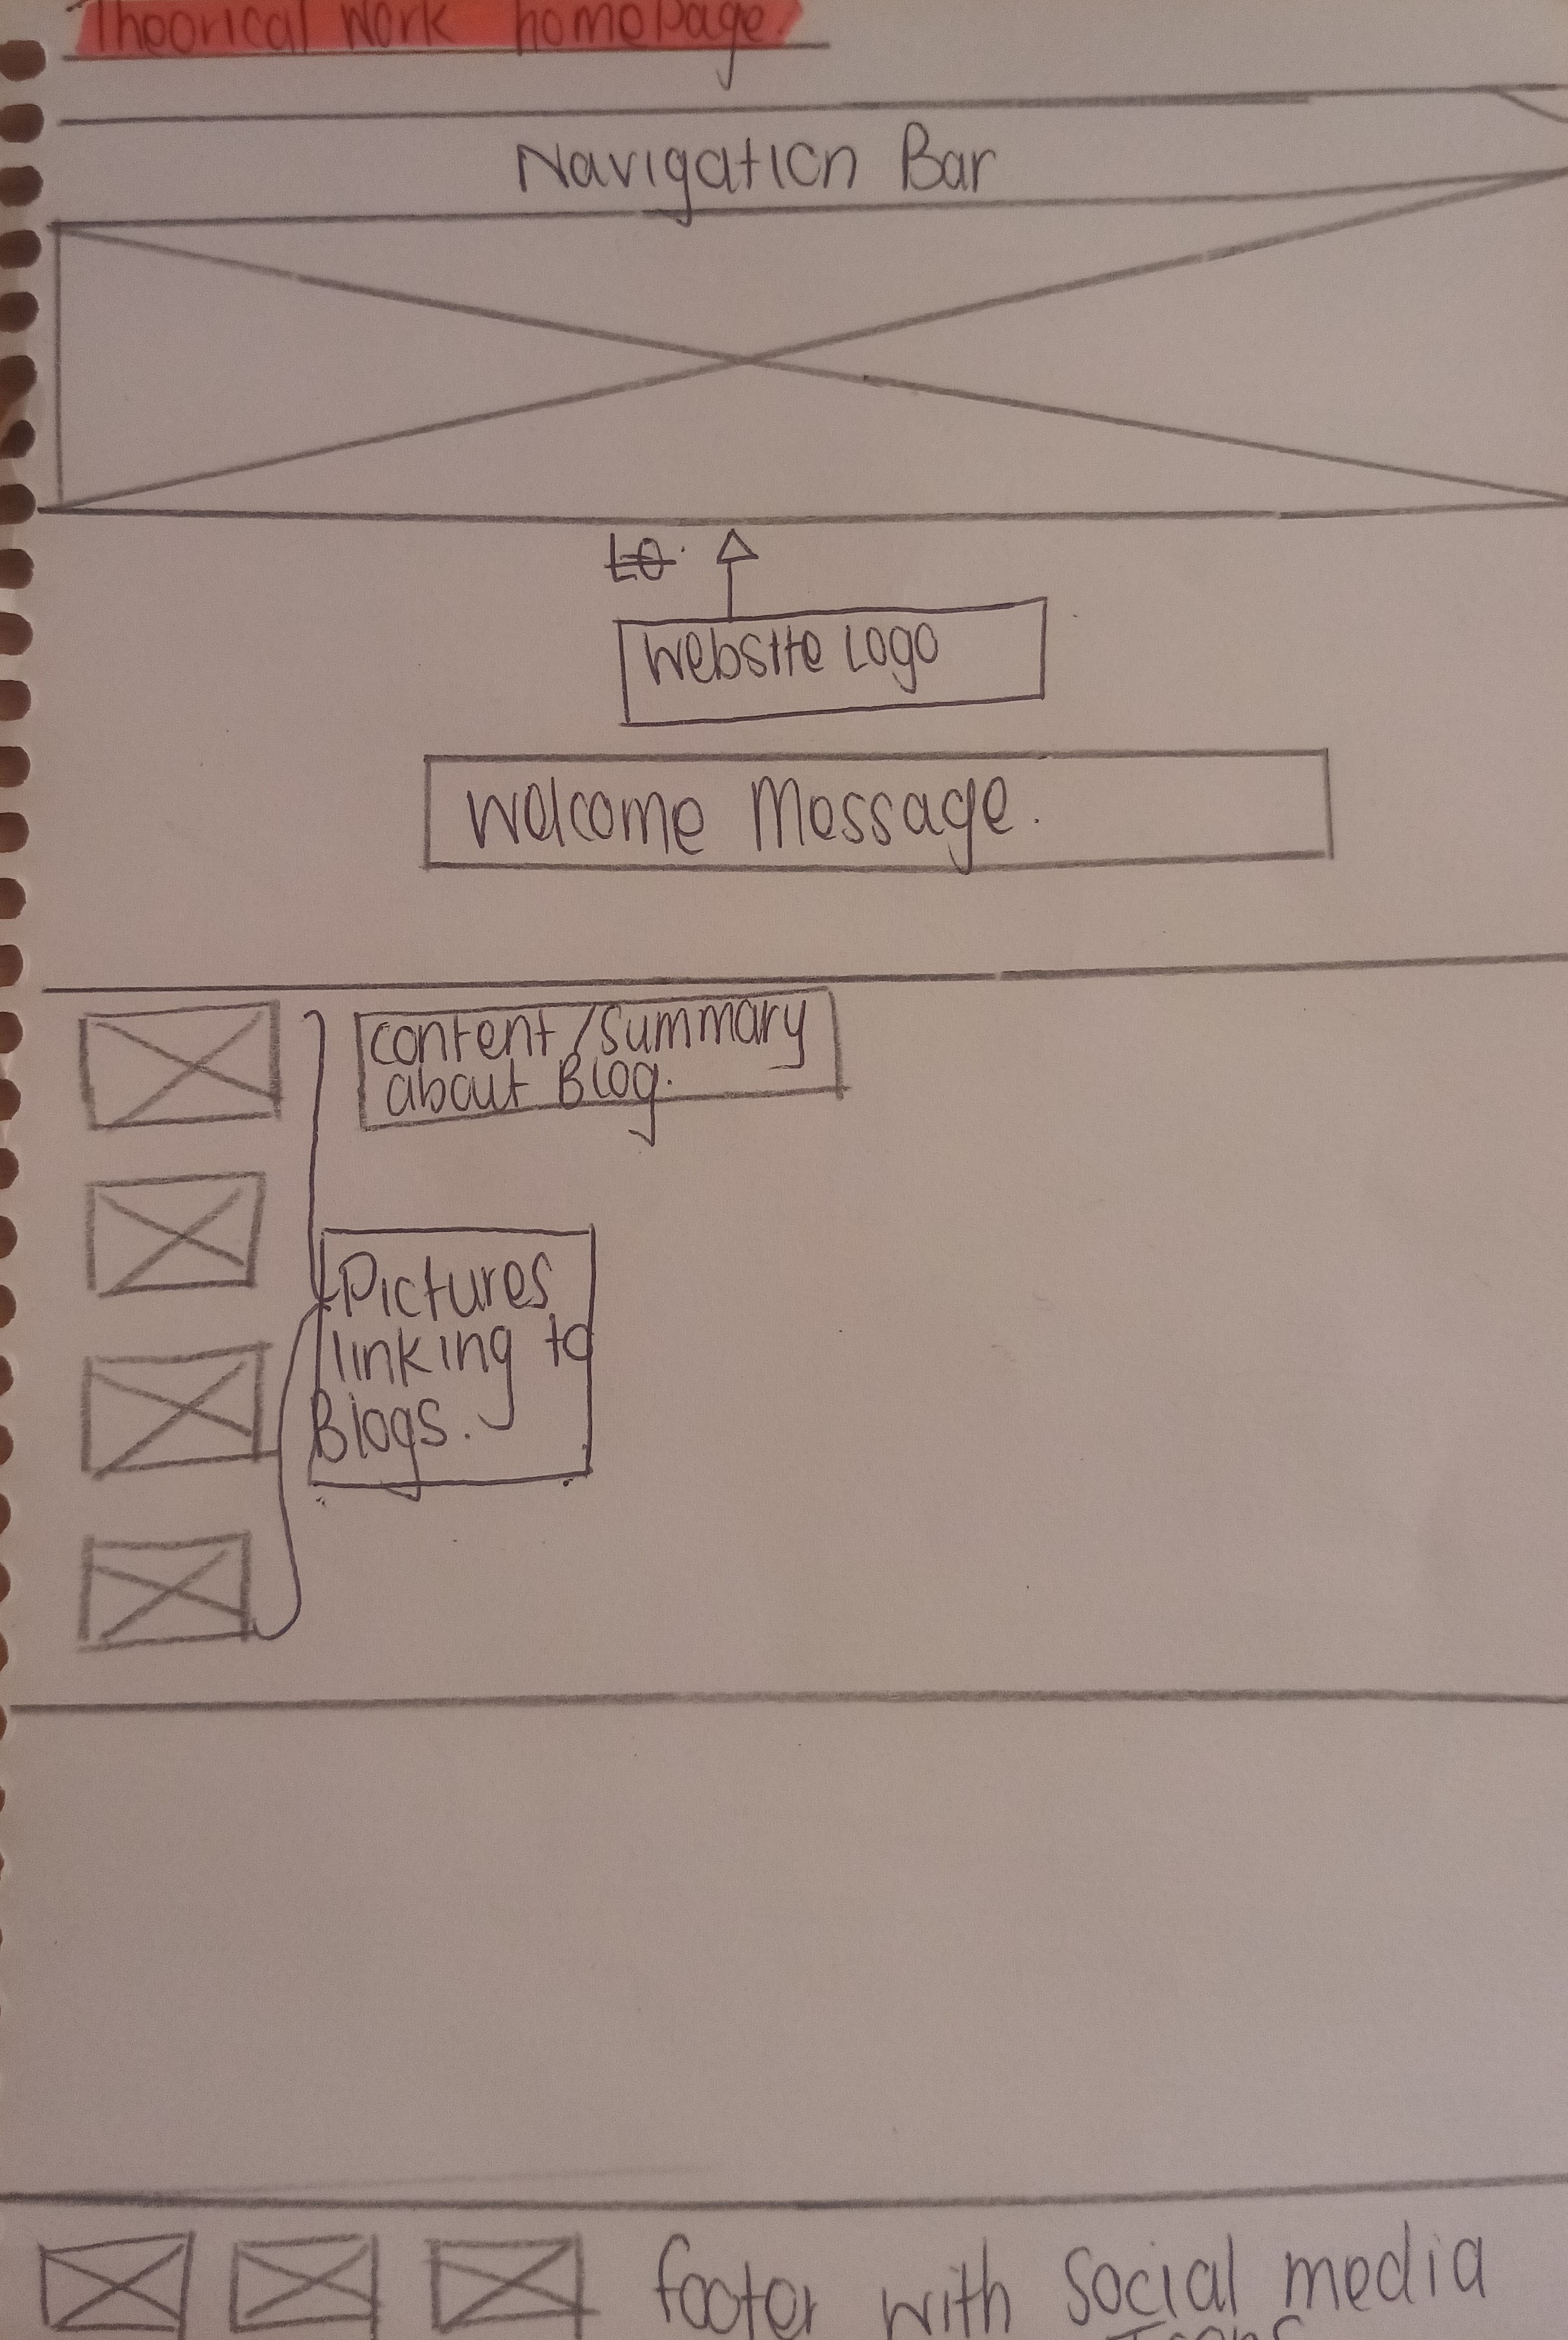 Theorical Work homepage.
Navigation Bar
Lo.
Website Logo
Welcome Message.
content/summary
about Blog.
Pictures
linking to
Blogs.
footer with social media
Icons